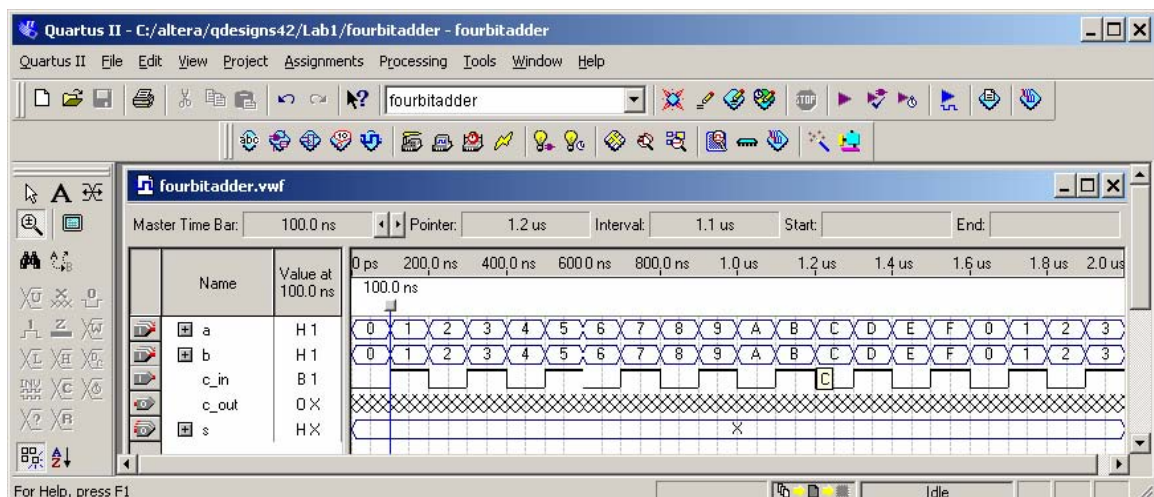 Quartus II - C:/altera/qdesigns42/Lab1/fourbitadder - fourbitadder
Quartus II File Edit View Project Assignments Processing Tools Window Help
fourbitadder
STOP
abc
fourbitadder.vwf
Master Time Bar: 100.0 ns Pointer: 1.2 us Interval: 1.1 us Start: End:
Name Value at 100.0 ns
0 ps 200.0 ns 400.0 ns 600.0 ns 800.0 ns 1.0 us 1.2 us 1.4 us 1.6 us 1.8 us 2.0 us
100.0 ns
a H 1 0 1 2 3 4 5 6 7 8 9 A B C D E F 0 1 2 3
b H 1 0 1 2 3 4 5 6 7 8 9 A B C D E F 0 1 2 3
c_in B 1 C
c_out 0 X
s H X X
For Help, press F1 Idle